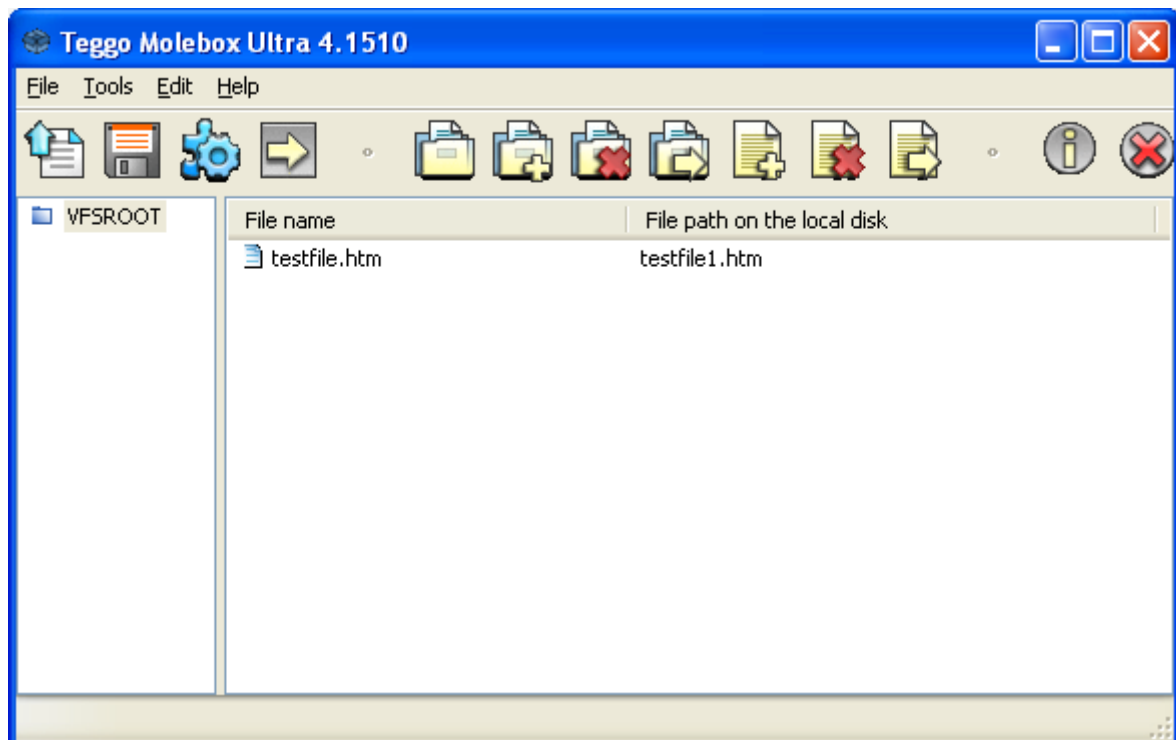 Teggo Molebox Ultra 4.1510
File Tools Edit Help
VFSROOT
File name File path on the local disk
testfile.htm testfile1.htm